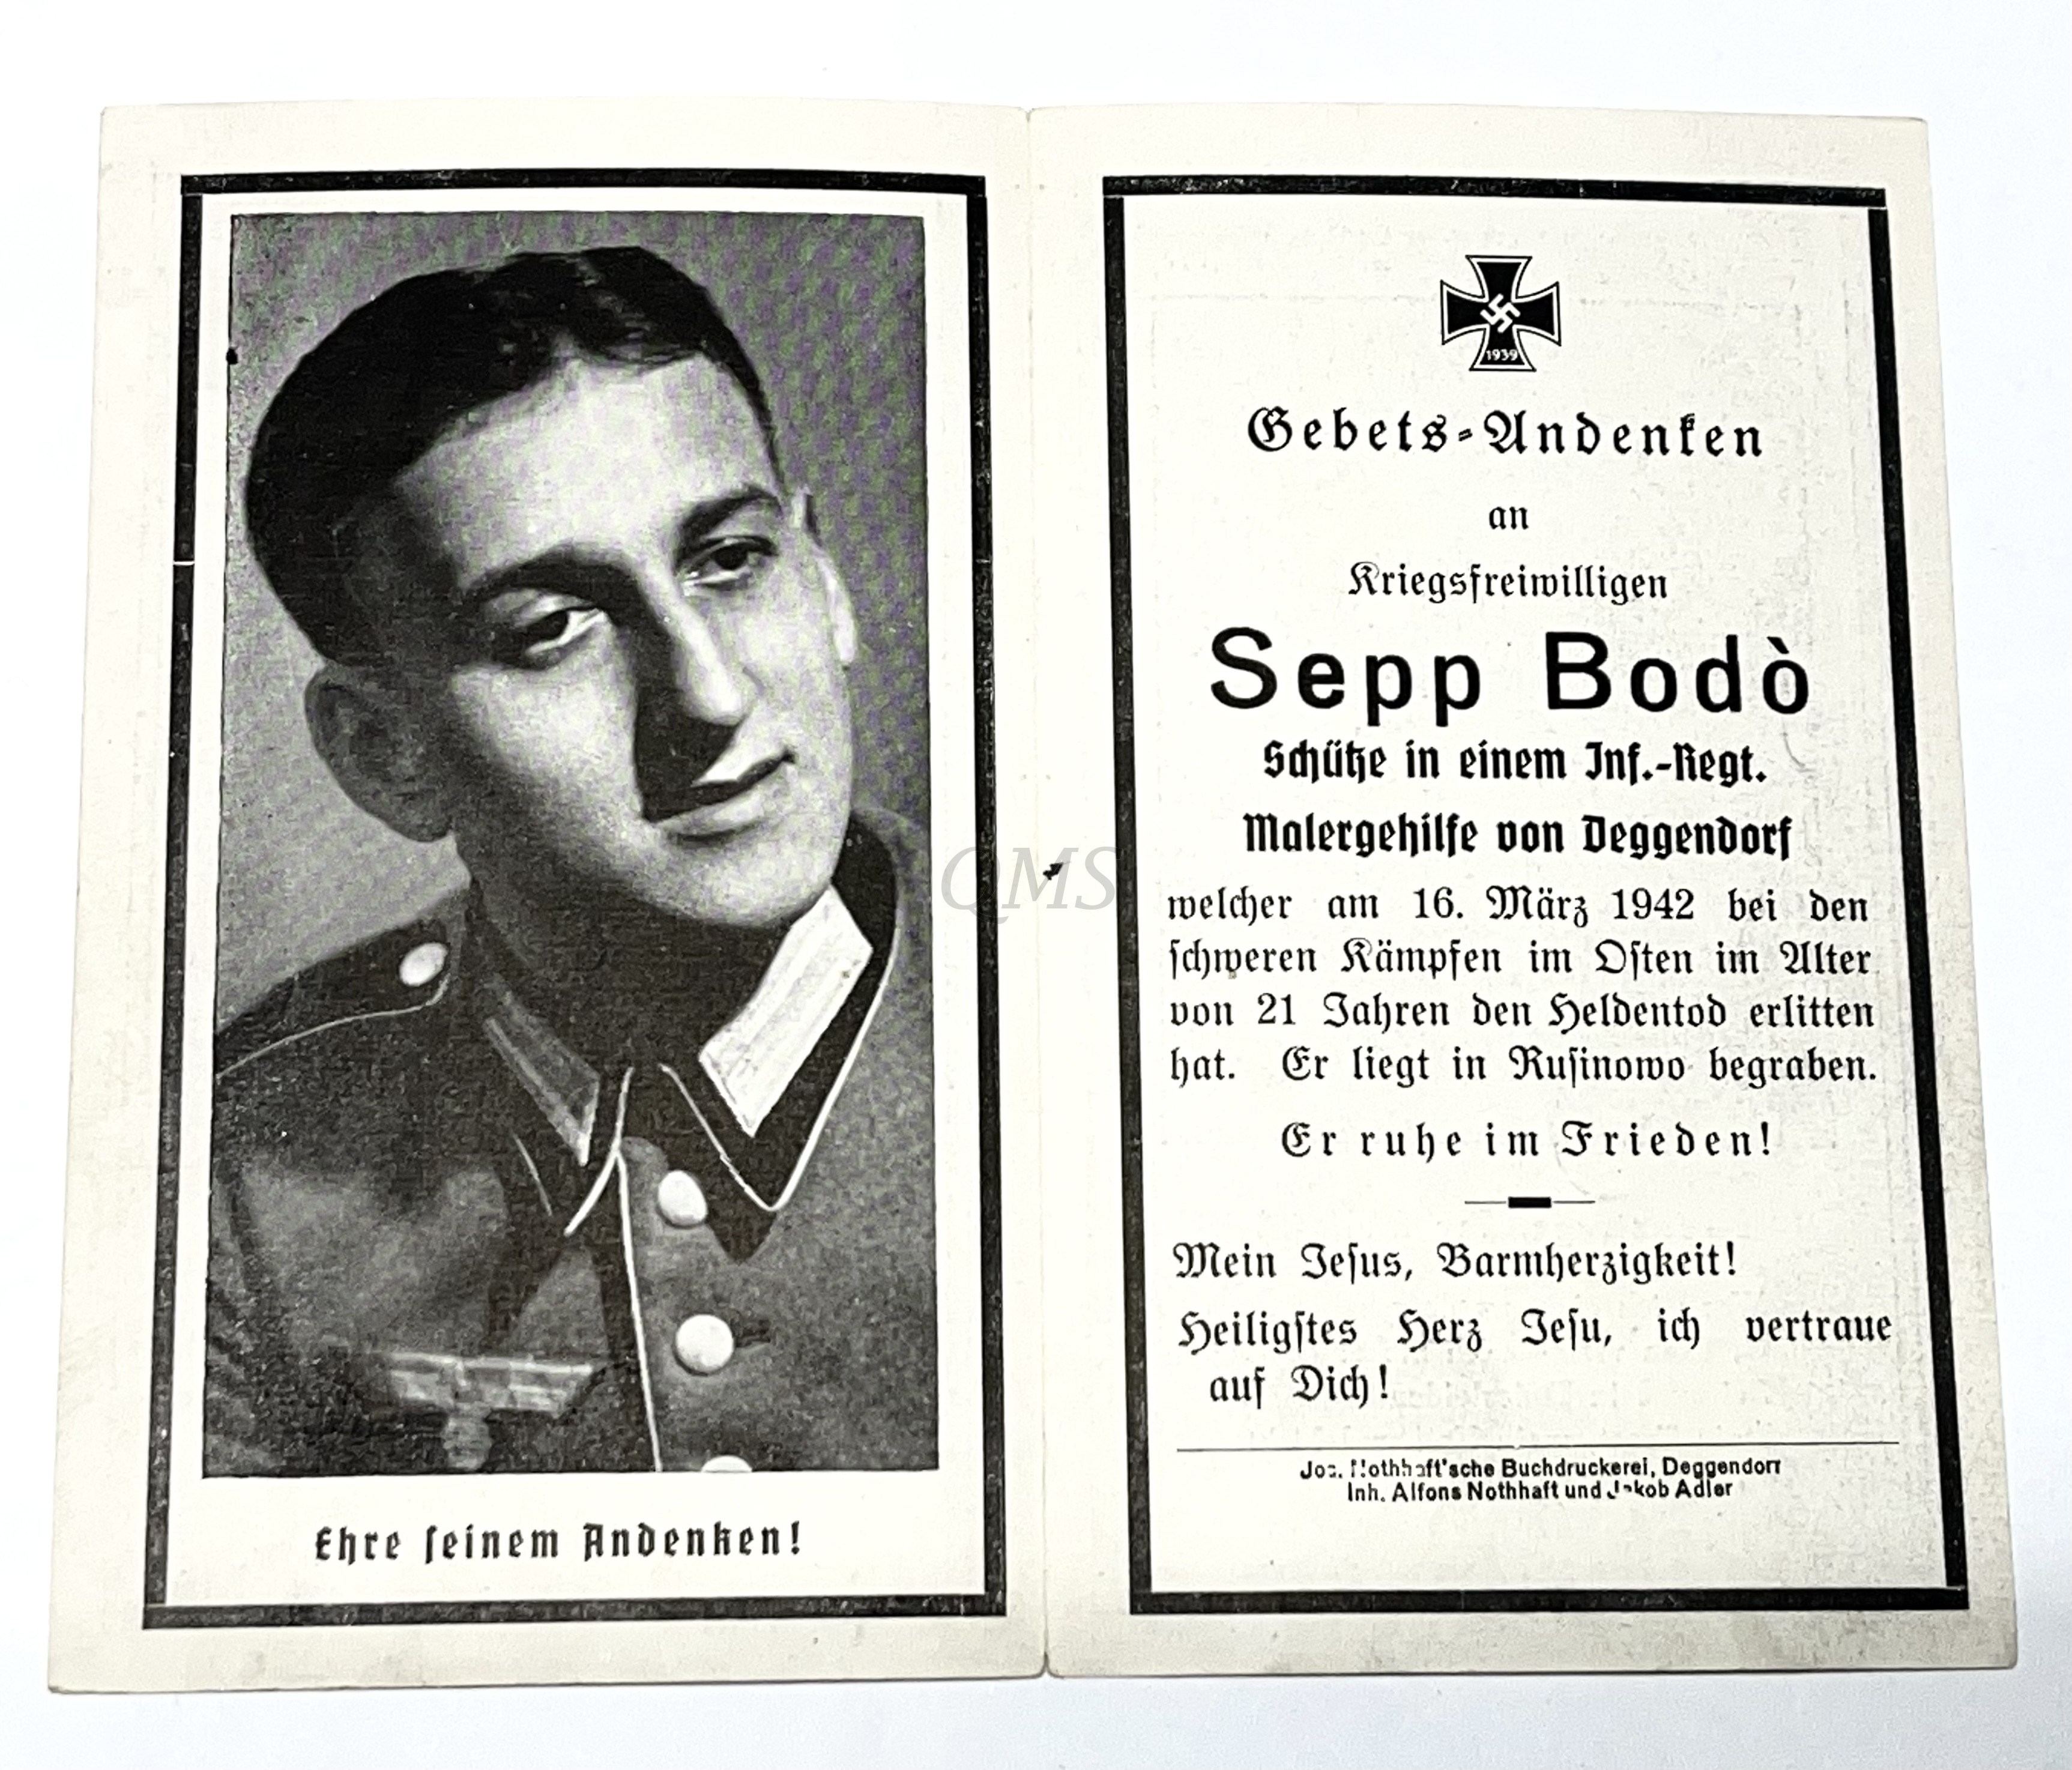 Ehre seinem Andenken!
QMS
1939
Gebets-Andenken
an
Kriegsfreiwilligen
Sepp Bodò
Schütze in einem Inf.-Regt.
Malergehilfe von Deggendorf
welcher am 16. März 1942 bei den
schweren Kämpfen im Osten im Alter
von 21 Jahren den Heldentod erlitten
hat. Er liegt in Rusinowo begraben.
Er ruhe im Frieden!
Mein Jesus, Barmherzigkeit!
Heiligstes Herz Jesu, ich vertraue
auf Dich!
Jos. Nothhaft'sche Buchdruckerei, Deggendorf
Inh. Alfons Nothhaft und Jakob Adler